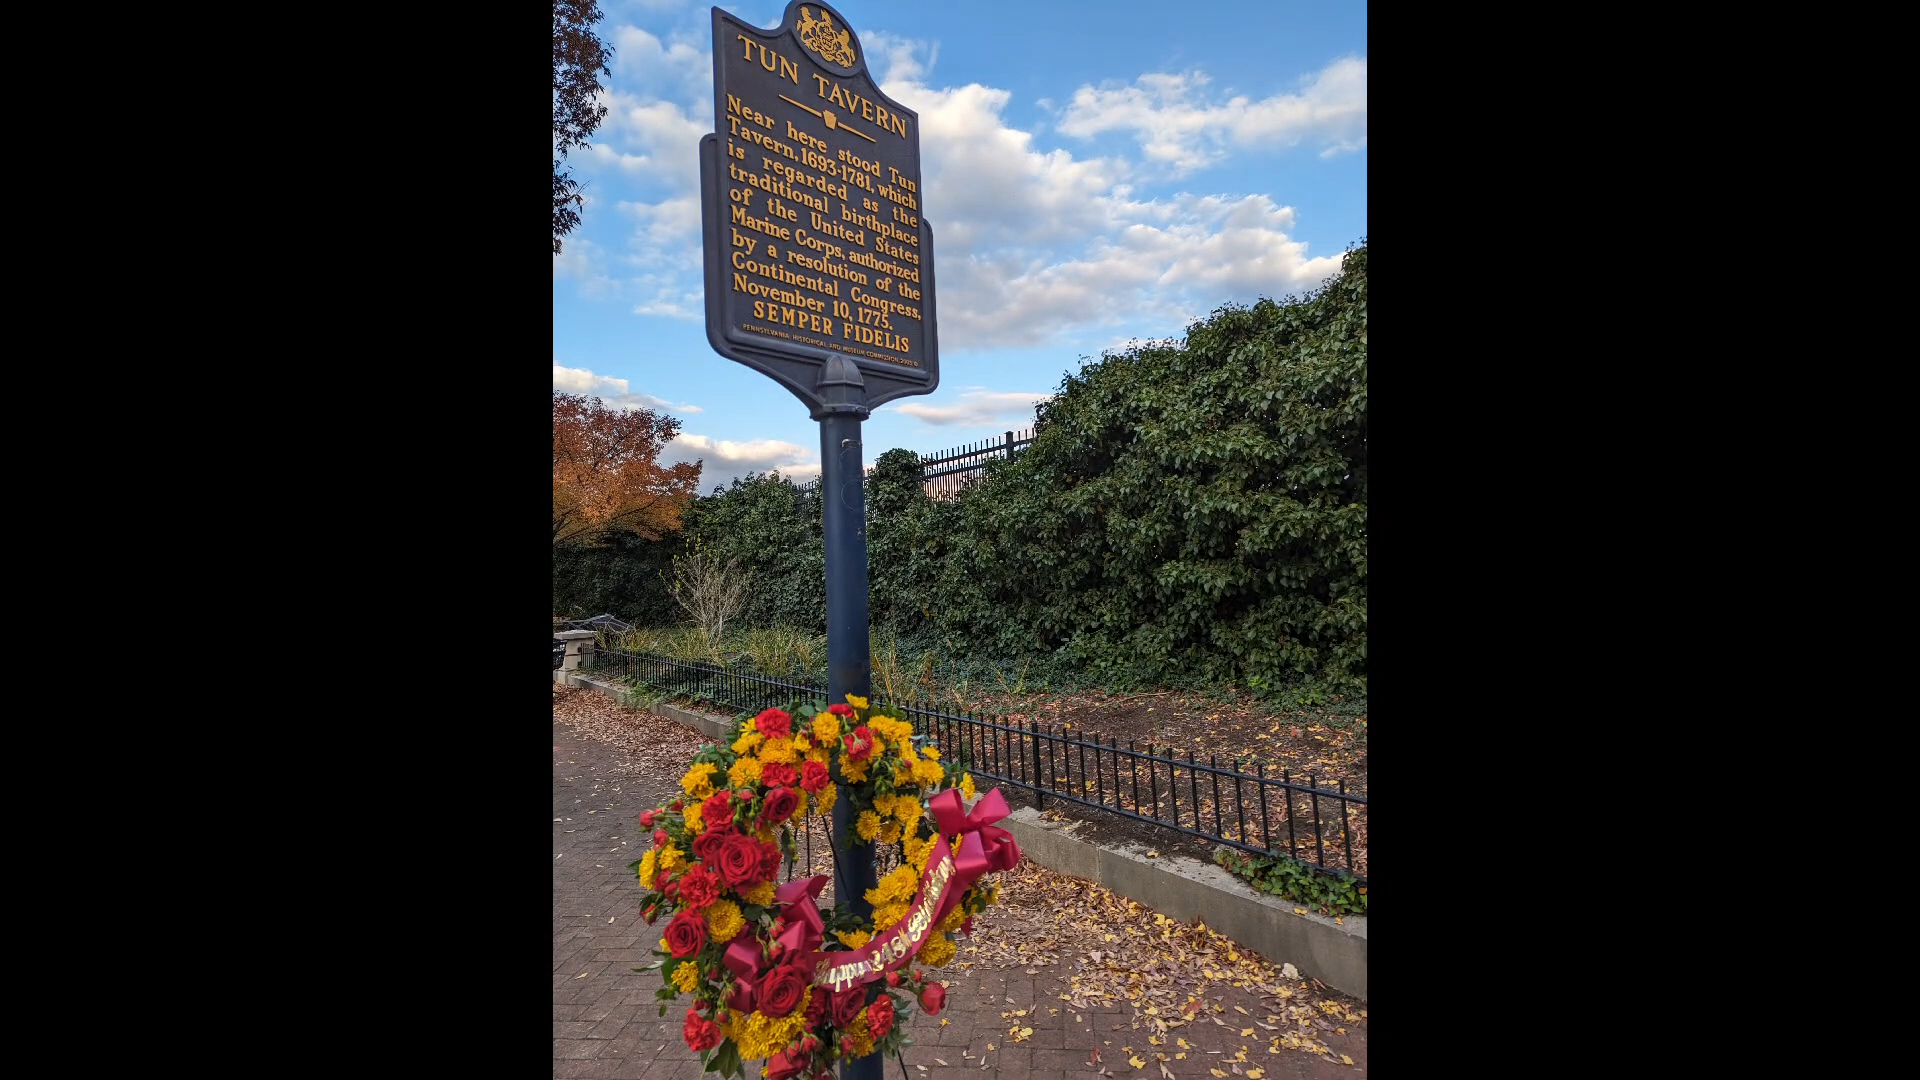 TUN TAVERN
Near here stood Tun
Tavern, 1693-1781, which
is regarded as the
traditional birthplace
of the United States
Marine Corps, authorized
by a resolution of the
Continental Congress,
November 10, 1775.
SEMPER FIDELIS
PENNSYLVANIA HISTORICAL AND MUSEUM COMMISSION, 2005 ©
Birthday